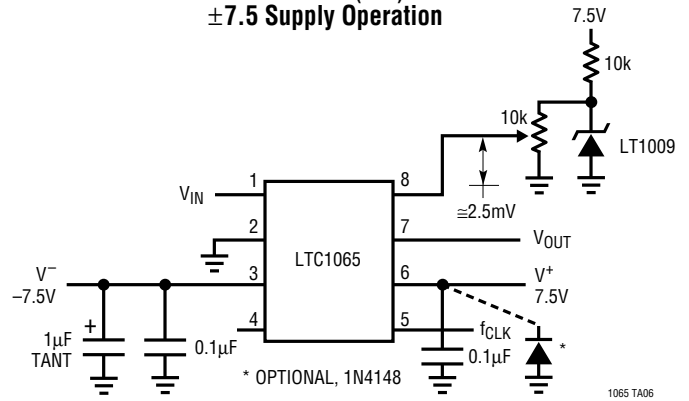 ±7.5 Supply Operation
7.5V
10k
10k
LT1009
≅2.5mV
V_IN
1
2
3
4
LTC1065
8
7
6
5
V_OUT
V⁺
7.5V
f_CLK
V⁻
–7.5V
1µF
TANT
+
0.1µF
0.1µF
*
* OPTIONAL, 1N4148
1065 TA06